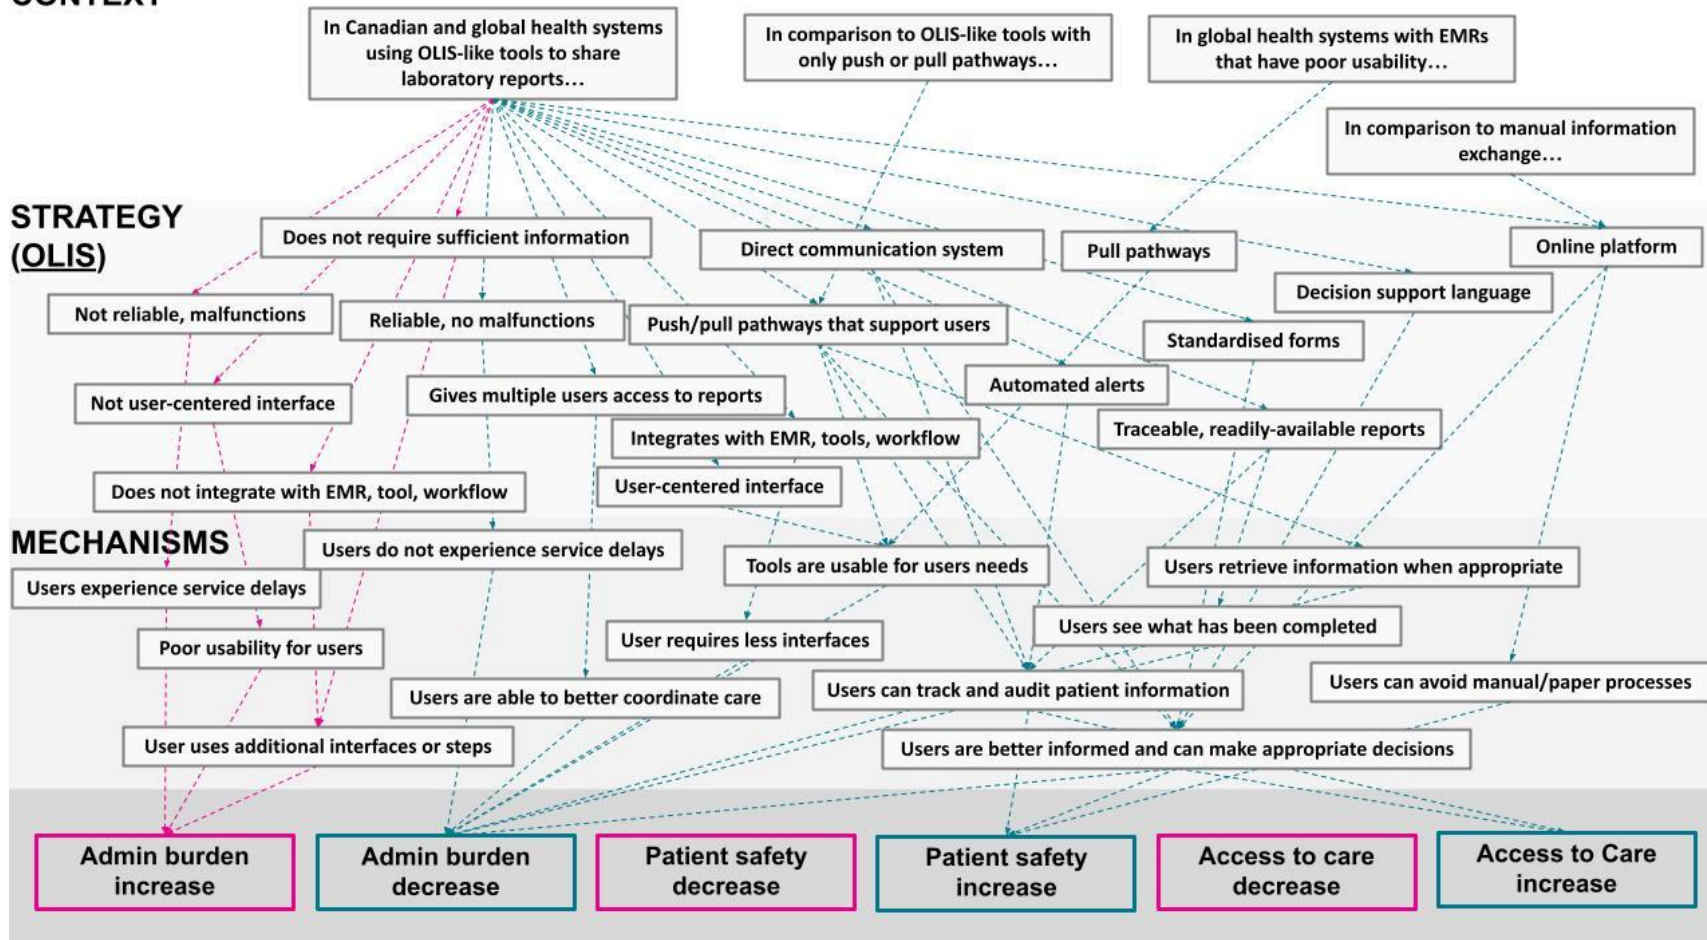 CONTEXT
In Canadian and global health systems
using OLIS-like tools to share
laboratory reports…
In comparison to OLIS-like tools with
only push or pull pathways…
In global health systems with EMRs
that have poor usability…
In comparison to manual information
exchange…
STRATEGY
(OLIS)
Does not require sufficient information
Direct communication system
Pull pathways
Online platform
Not reliable, malfunctions
Reliable, no malfunctions
Push/pull pathways that support users
Decision support language
Standardised forms
Not user-centered interface
Gives multiple users access to reports
Automated alerts
Integrates with EMR, tools, workflow
Traceable, readily-available reports
Does not integrate with EMR, tool, workflow
User-centered interface
MECHANISMS
Users do not experience service delays
Tools are usable for users needs
Users retrieve information when appropriate
Users experience service delays
Poor usability for users
User requires less interfaces
Users see what has been completed
Users are able to better coordinate care
Users can track and audit patient information
Users can avoid manual/paper processes
User uses additional interfaces or steps
Users are better informed and can make appropriate decisions
Admin burden
increase
Admin burden
decrease
Patient safety
decrease
Patient safety
increase
Access to care
decrease
Access to Care
increase